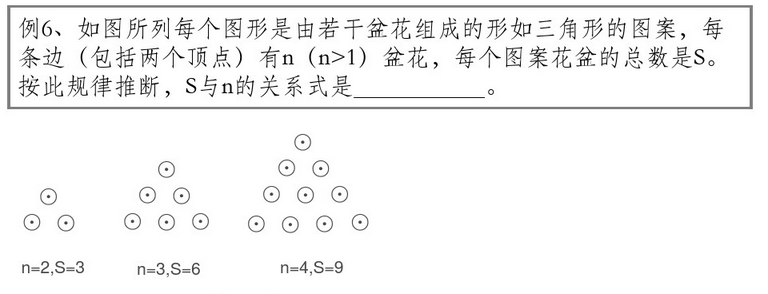 例6、如图所列每个图形是由若干盆花组成的形如三角形的图案，每
条边（包括两个顶点）有n（n>1）盆花，每个图案花盆的总数是S。
按此规律推断，S与n的关系式是___________。
n=2,S=3 n=3,S=6 n=4,S=9